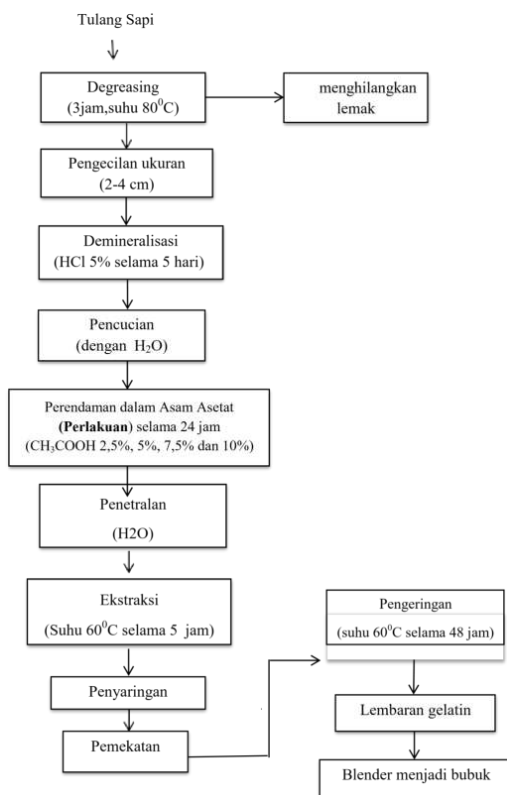 Tulang Sapi
Degreasing
(3jam,suhu 80⁰C)
menghilangkan
lemak
Pengecilan ukuran
(2-4 cm)
Demineralisasi
(HCl 5% selama 5 hari)
Pencucian
(dengan H₂O)
Perendaman dalam Asam Asetat
(Perlakuan) selama 24 jam
(CH₃COOH 2,5%, 5%, 7,5% dan 10%)
Penetralan
(H2O)
Ekstraksi
(Suhu 60⁰C selama 5 jam)
Penyaringan
Pemekatan
Pengeringan
(suhu 60⁰C selama 48 jam)
Lembaran gelatin
Blender menjadi bubuk